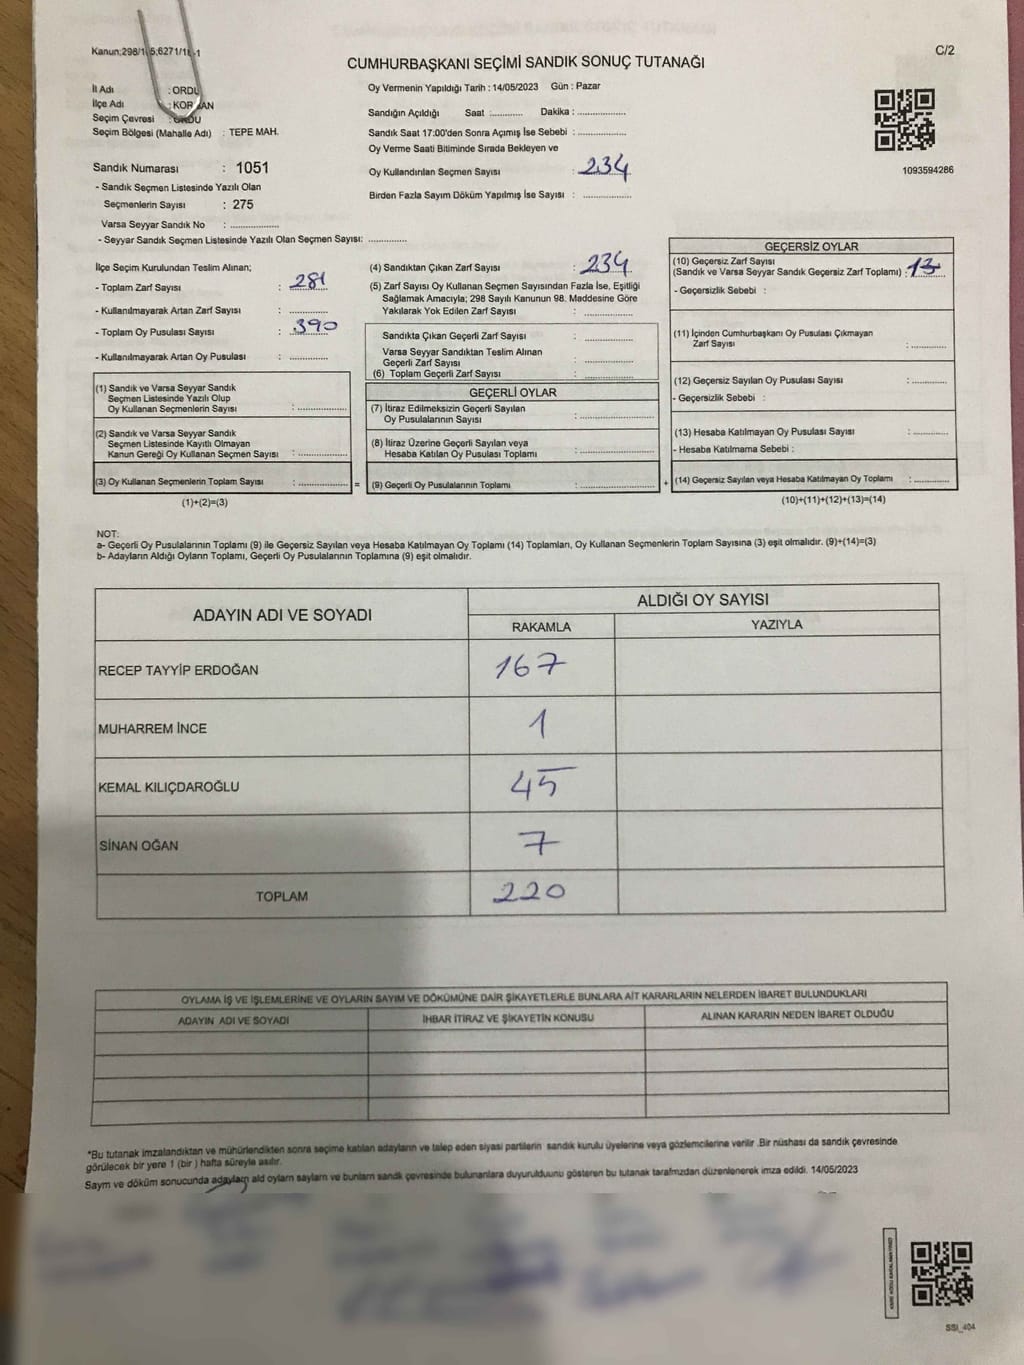 Kanun;298/1 5;6271/1 -1
C/2
CUMHURBAŞKANI SEÇİMİ SANDIK SONUÇ TUTANAĞI
İl Adı : ORDU
İlçe Adı : KOR AN
Seçim Çevresi : ORDU
Seçim Bölgesi (Mahalle Adı) : TEPE MAH.
Oy Vermenin Yapıldığı Tarih : 14/05/2023 Gün : Pazar
Sandığın Açıldığı Saat :........... Dakika : ................
Sandık Saat 17:00'den Sonra Açımış İse Sebebi : ................
Oy Verme Saati Bitiminde Sırada Bekleyen ve
Oy Kullandırılan Seçmen Sayısı : 234
Birden Fazla Sayım Döküm Yapılmış İse Sayısı : ................
1093594286
Sandık Numarası : 1051
- Sandık Seçmen Listesinde Yazılı Olan
Seçmenlerin Sayısı : 275
Varsa Seyyar Sandık No : ................
- Seyyar Sandık Seçmen Listesinde Yazılı Olan Seçmen Sayısı: .............
İlçe Seçim Kurulundan Teslim Alınan;
- Toplam Zarf Sayısı : 281
- Kullanılmayarak Artan Zarf Sayısı : .............
- Toplam Oy Pusulası Sayısı : 390
- Kullanılmayarak Artan Oy Pusulası : .............
(1) Sandık ve Varsa Seyyar Sandık
Seçmen Listesinde Yazılı Olup
Oy Kullanan Seçmenlerin Sayısı : ................
(2) Sandık ve Varsa Seyyar Sandık
Seçmen Listesinde Kayıtlı Olmayan
Kanun Gereği Oy Kullanan Seçmen Sayısı : ................
(3) Oy Kullanan Seçmenlerin Toplam Sayısı : ................ =
(1)+(2)=(3)
(4) Sandıktan Çıkan Zarf Sayısı : 234
(5) Zarf Sayısı Oy Kullanan Seçmen Sayısından Fazla İse, Eşitliği
Sağlamak Amacıyla; 298 Sayılı Kanunun 98. Maddesine Göre
Yakılarak Yok Edilen Zarf Sayısı : ................
Sandıkta Çıkan Geçerli Zarf Sayısı : ................
Varsa Seyyar Sandıktan Teslim Alınan
Geçerli Zarf Sayısı : ................
(6) Toplam Geçerli Zarf Sayısı : ................
GEÇERLİ OYLAR
(7) İtiraz Edilmeksizin Geçerli Sayılan
Oy Pusulalarının Sayısı : ................
(8) İtiraz Üzerine Geçerli Sayılan veya
Hesaba Katılan Oy Pusulası Toplamı : ................
(9) Geçerli Oy Pusulalarının Toplamı : ................ +
GEÇERSİZ OYLAR
(10) Geçersiz Zarf Sayısı
(Sandık ve Varsa Seyyar Sandık Geçersiz Zarf Toplamı) : 13
- Geçersizlik Sebebi :
(11) İçinden Cumhurbaşkanı Oy Pusulası Çıkmayan
Zarf Sayısı : ............
(12) Geçersiz Sayılan Oy Pusulası Sayısı : ............
- Geçersizlik Sebebi :
(13) Hesaba Katılmayan Oy Pusulası Sayısı : ............
- Hesaba Katılmama Sebebi :
(14) Geçersiz Sayılan veya Hesaba Katılmayan Oy Toplamı : ............
(10)+(11)+(12)+(13)=(14)
NOT:
a- Geçerli Oy Pusulalarının Toplamı (9) ile Geçersiz Sayılan veya Hesaba Katılmayan Oy Toplamı (14) Toplamları, Oy Kullanan Seçmenlerin Toplam Sayısına (3) eşit olmalıdır. (9)+(14)=(3)
b- Adayların Aldığı Oyların Toplamı, Geçerli Oy Pusulalarının Toplamına (9) eşit olmalıdır.
ADAYIN ADI VE SOYADI ALDIĞI OY SAYISI
RAKAMLA YAZIYLA
RECEP TAYYİP ERDOĞAN 167
MUHARREM İNCE 1
KEMAL KILIÇDAROĞLU 45
SİNAN OĞAN 7
TOPLAM 220
OYLAMA İŞ VE İŞLEMLERİNE VE OYLARIN SAYIM VE DÖKÜMÜNE DAİR ŞİKAYETLERLE BUNLARA AİT KARARLARIN NELERDEN İBARET BULUNDUKLARI
ADAYIN ADI VE SOYADI İHBAR İTİRAZ VE ŞİKAYETİN KONUSU ALINAN KARARIN NEDEN İBARET OLDUĞU
*Bu tutanak imzalandıktan ve mühürlendikten sonra seçime katılan adayların ve talep eden siyasi partilerin sandık kurulu üyelerine veya gözlemcilerine verilir .Bir nüshası da sandık çevresinde
görülecek bir yere 1 (bir ) hafta süreyle asılır.
Saym ve döküm sonucunda adaylarn ald oylarn saylarn ve bunlarn sandk çevresinde bulunanlara duyurulduunu gösteren bu tutanak tarafmzdan düzenlenerek imza edildi. 14/05/2023
SSI_404